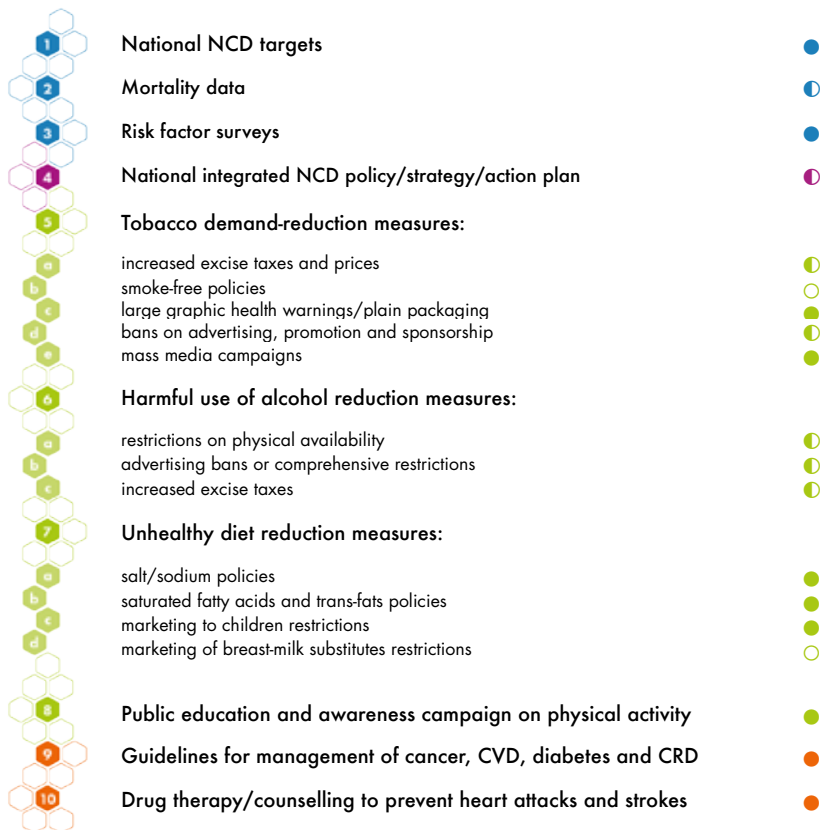 1 National NCD targets
2 Mortality data
3 Risk factor surveys
4 National integrated NCD policy/strategy/action plan
5 Tobacco demand-reduction measures:
a increased excise taxes and prices
b smoke-free policies
c large graphic health warnings/plain packaging
d bans on advertising, promotion and sponsorship
e mass media campaigns
6 Harmful use of alcohol reduction measures:
a restrictions on physical availability
b advertising bans or comprehensive restrictions
c increased excise taxes
7 Unhealthy diet reduction measures:
a salt/sodium policies
b saturated fatty acids and trans-fats policies
c marketing to children restrictions
d marketing of breast-milk substitutes restrictions
8 Public education and awareness campaign on physical activity
9 Guidelines for management of cancer, CVD, diabetes and CRD
10 Drug therapy/counselling to prevent heart attacks and strokes